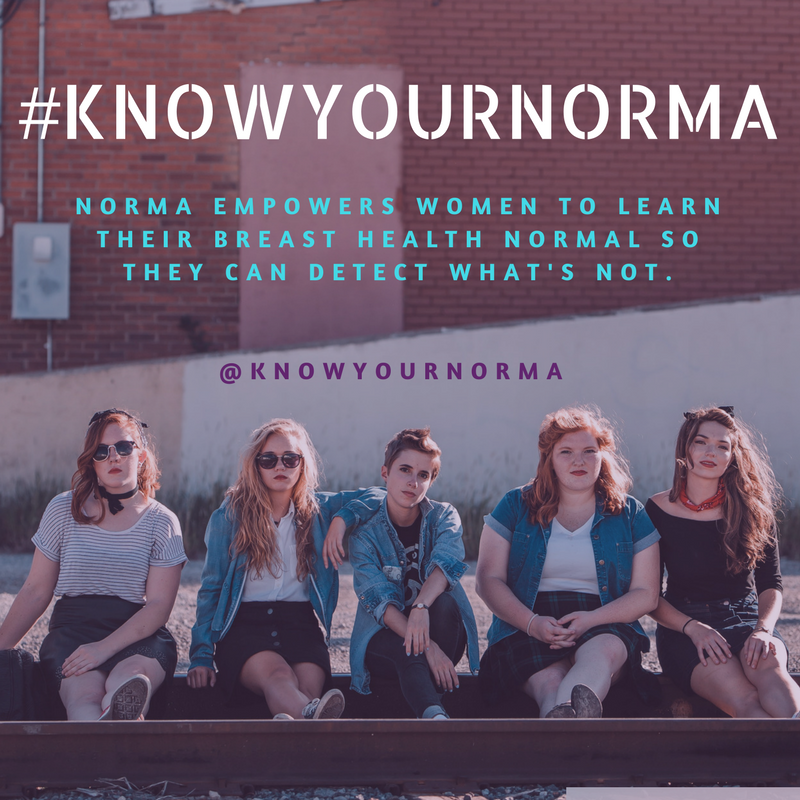 #KNOWYOURNORMA
NORMA EMPOWERS WOMEN TO LEARN
THEIR BREAST HEALTH NORMAL SO
THEY CAN DETECT WHAT'S NOT.
@KNOWYOURNORMA